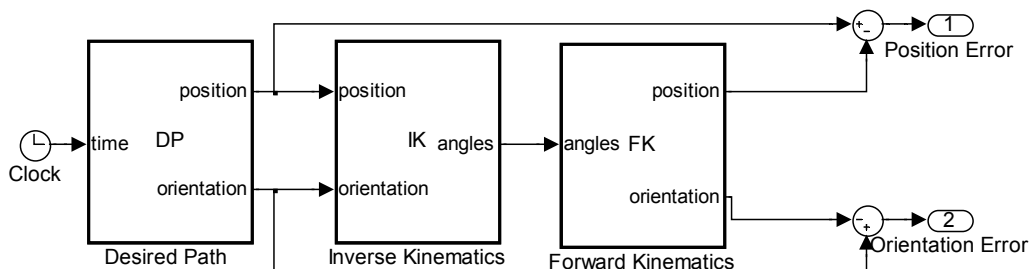 Clock
time
DP
position
orientation
Desired Path
position
orientation
IK
angles
Inverse Kinematics
angles
FK
position
orientation
Forward Kinematics
+
−
1
Position Error
−
+
2
Orientation Error